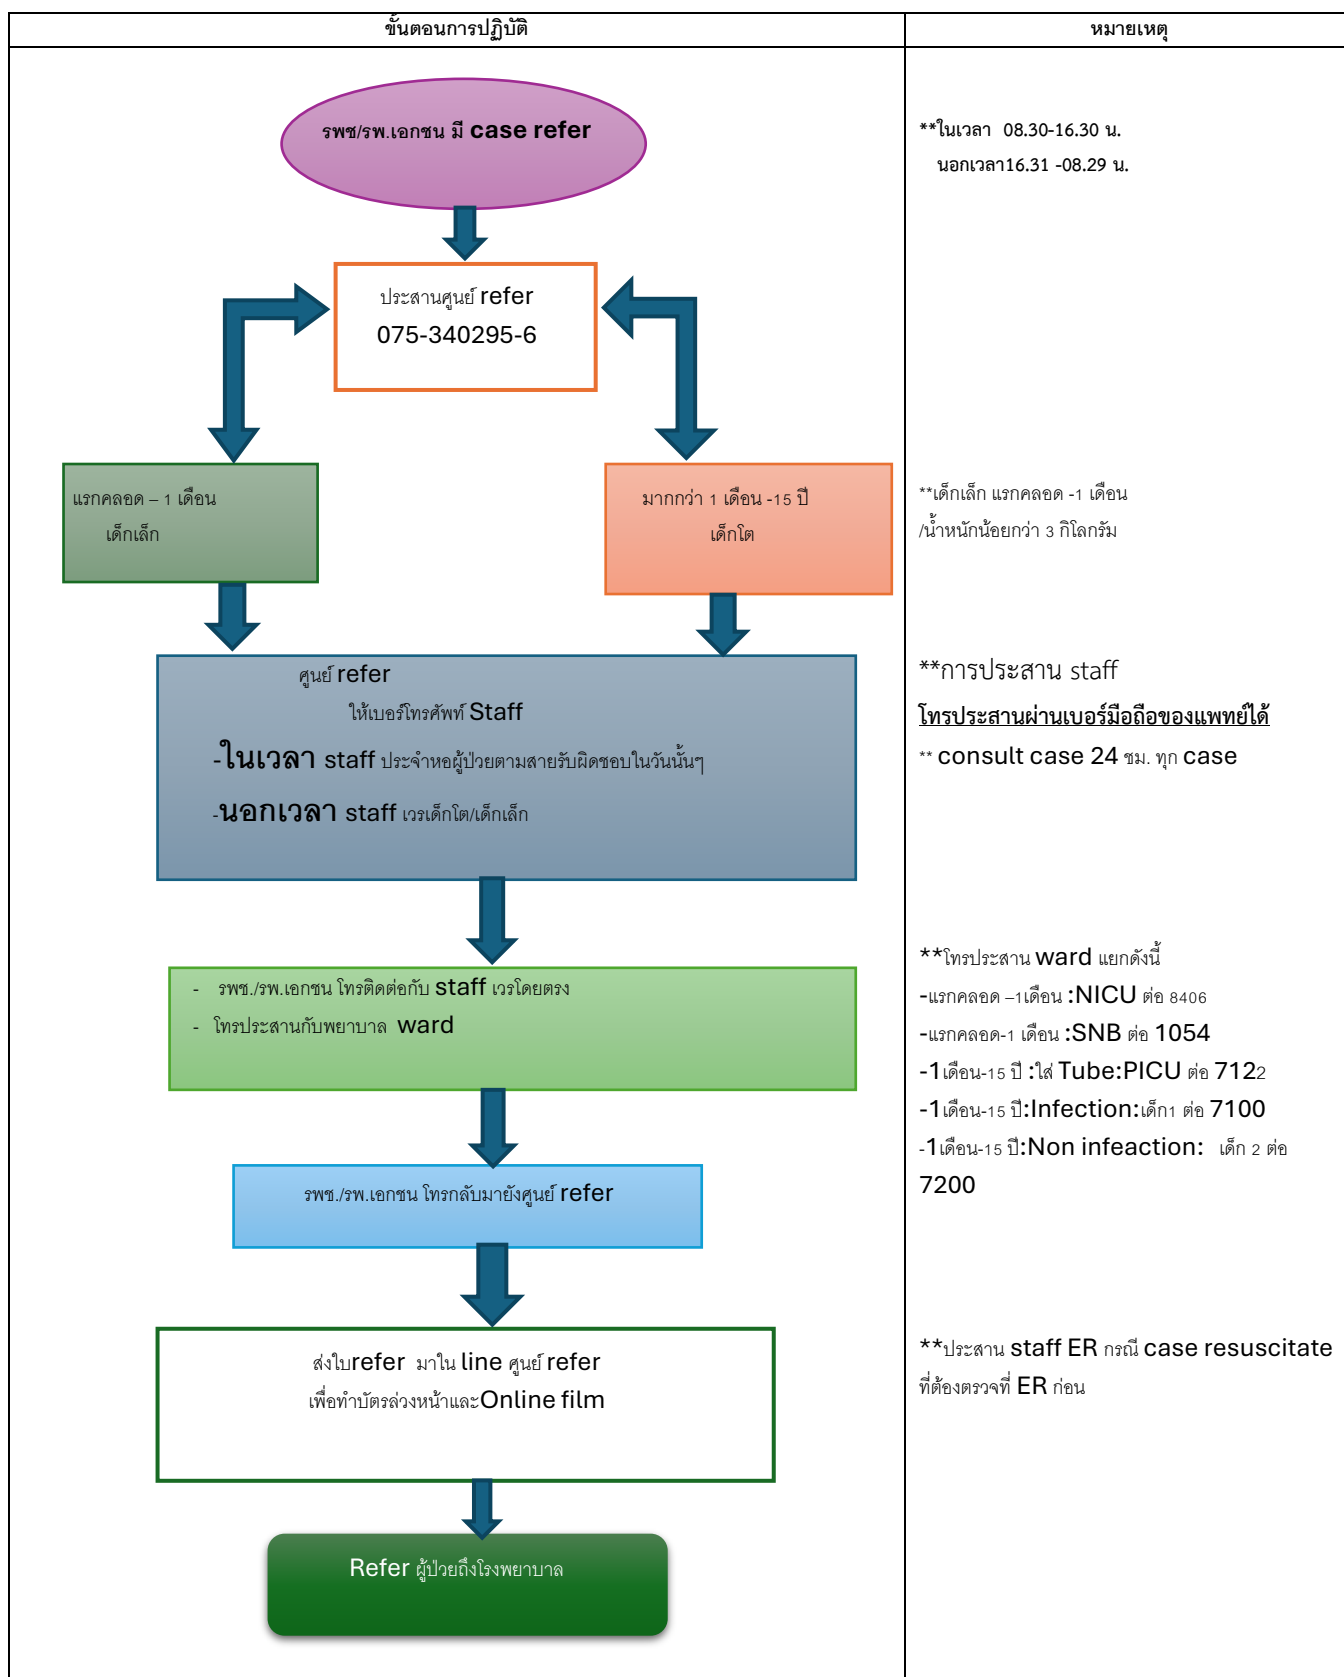 ขั้นตอนการปฏิบัติ
หมายเหตุ
รพช/รพ.เอกชน มี case refer
**ในเวลา 08.30-16.30 น.
นอกเวลา16.31 -08.29 น.
ประสานศูนย์ refer
075-340295-6
แรกคลอด – 1 เดือน
เด็กเล็ก
มากกว่า 1 เดือน -15 ปี
เด็กโต
**เด็กเล็ก แรกคลอด -1 เดือน
/น้ำหนักน้อยกว่า 3 กิโลกรัม
ศูนย์ refer
ให้เบอร์โทรศัพท์ Staff
-ในเวลา staff ประจำหอผู้ป่วยตามสายรับผิดชอบในวันนั้นๆ
-นอกเวลา staff เวรเด็กโต/เด็กเล็ก
**การประสาน staff
โทรประสานผ่านเบอร์มือถือของแพทย์ได้
** consult case 24 ชม. ทุก case
- รพช./รพ.เอกชน โทรติดต่อกับ staff เวรโดยตรง
- โทรประสานกับพยาบาล ward
**โทรประสาน ward แยกดังนี้
-แรกคลอด –1เดือน :NICU ต่อ 8406
-แรกคลอด-1 เดือน :SNB ต่อ 1054
-1เดือน-15 ปี :ใส่ Tube:PICU ต่อ 7122
-1เดือน-15 ปี:Infection:เด็ก1 ต่อ 7100
-1เดือน-15 ปี:Non infeaction: เด็ก 2 ต่อ
7200
รพช./รพ.เอกชน โทรกลับมายังศูนย์ refer
ส่งใบrefer มาใน line ศูนย์ refer
เพื่อทำบัตรล่วงหน้าและOnline film
**ประสาน staff ER กรณี case resuscitate
ที่ต้องตรวจที่ ER ก่อน
Refer ผู้ป่วยถึงโรงพยาบาล